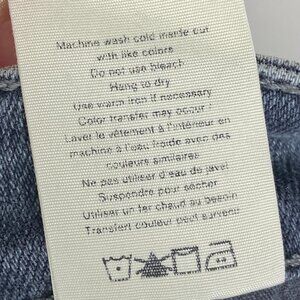 Machine wash cold inside out
with like colors
Do not use bleach
Hang to dry
Use warm iron if necessary
Color transfer may occur /
Laver le vêtement à l'intérieur en
machine à l'eau froide avec des
couleurs similaires
Ne pas utiliser d'eau de javel
Suspendre pour sécher
Utiliser un fer chaud au besoin
Transfert couleur peut survenir